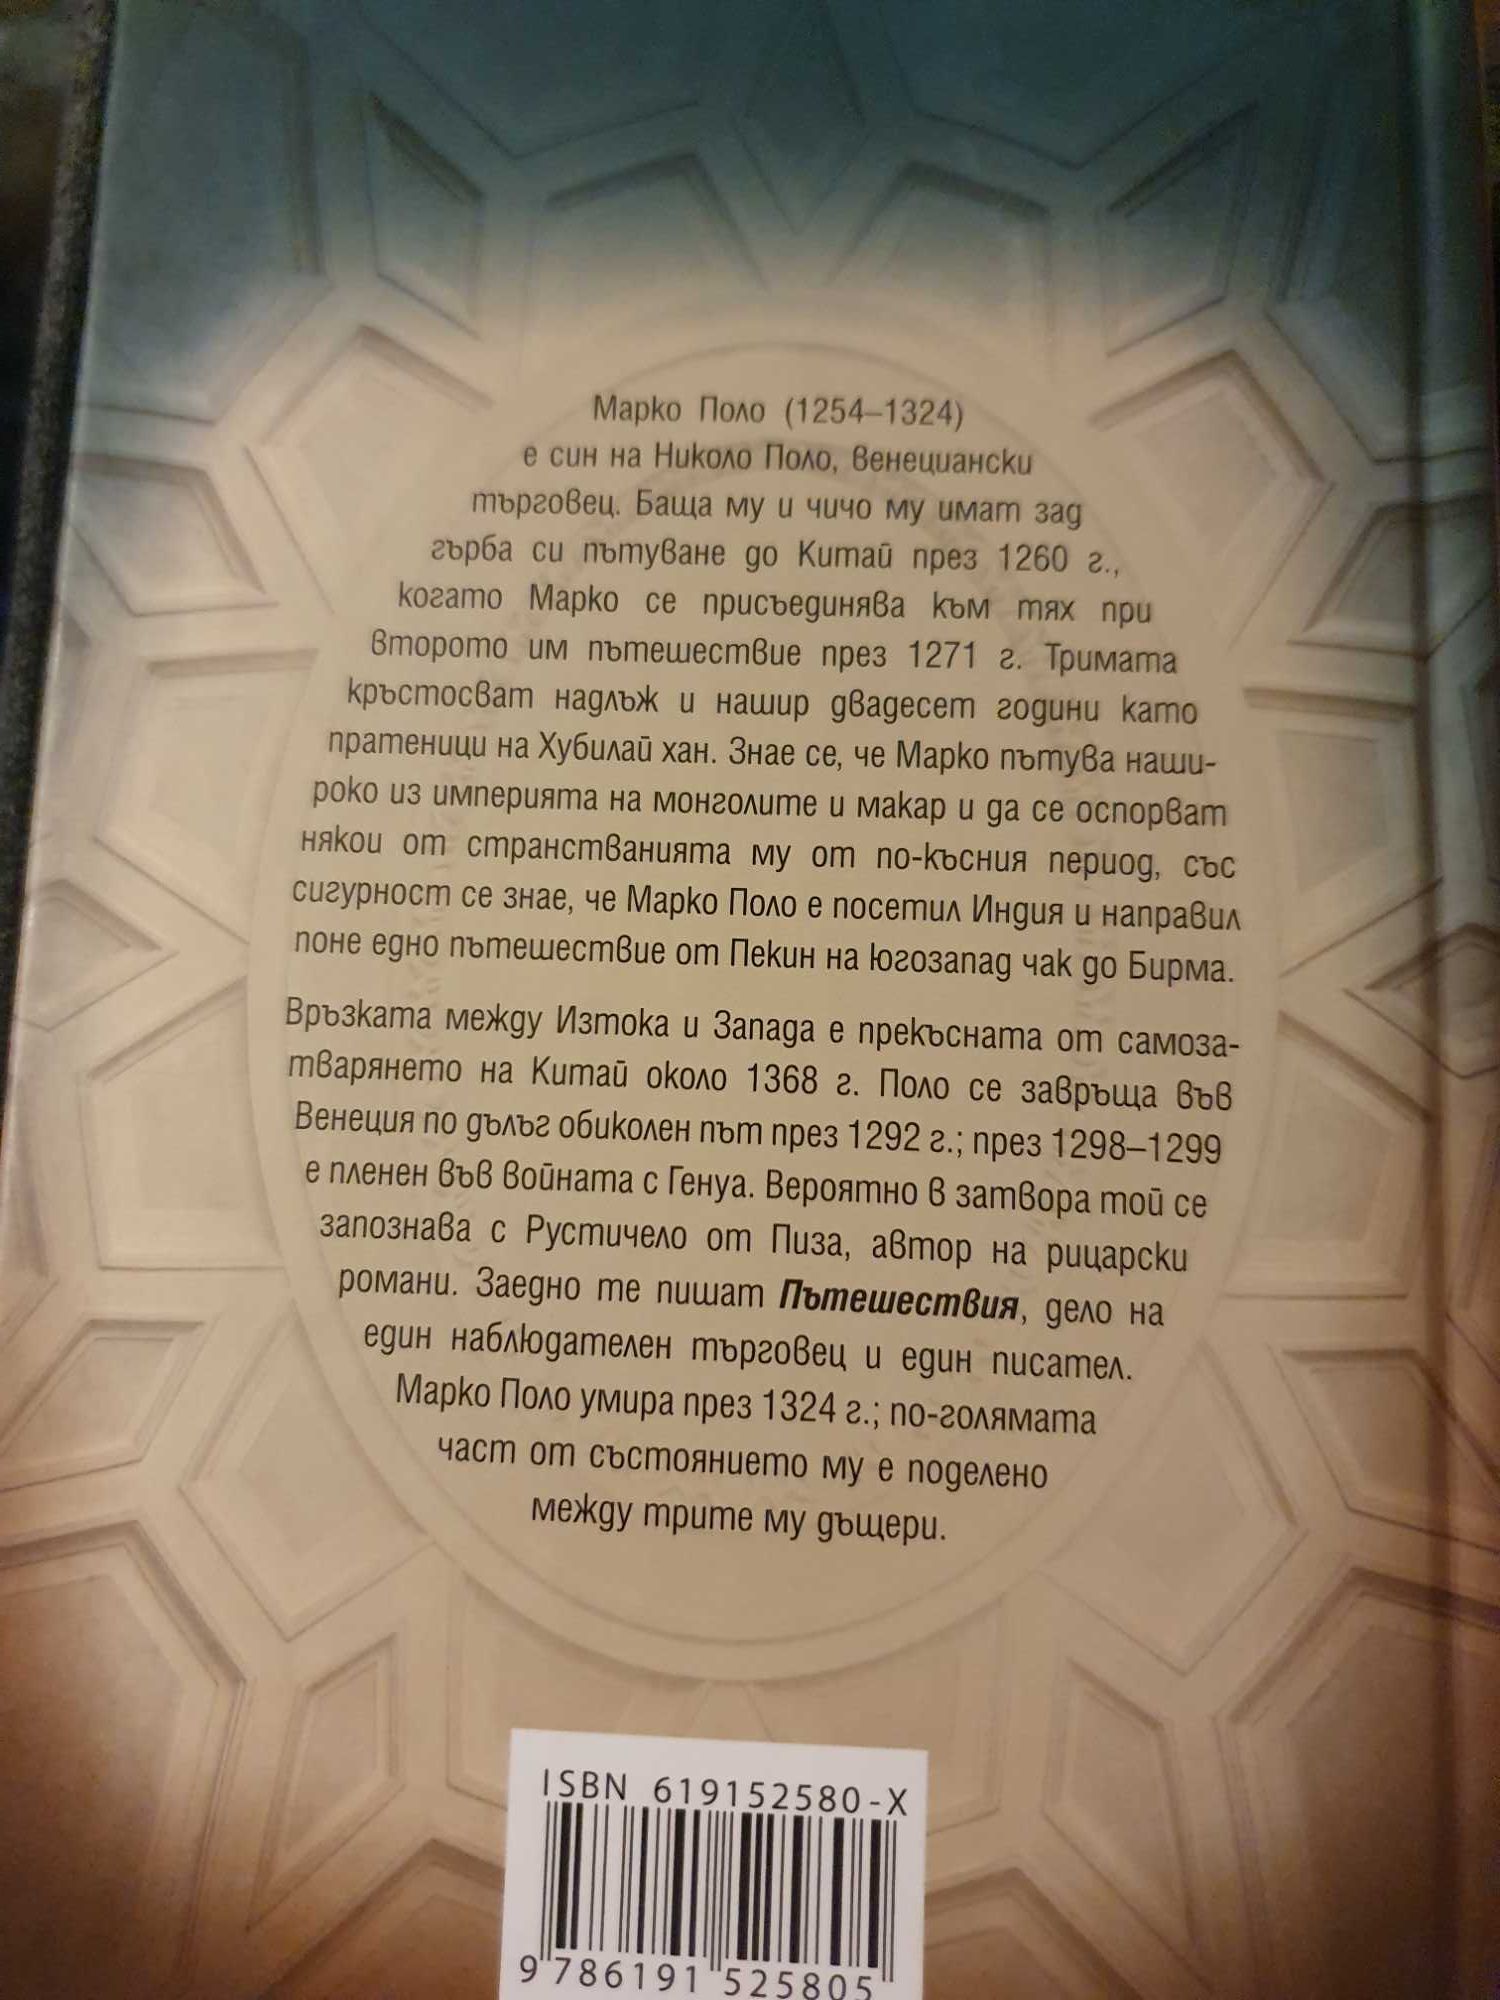 Марко Поло (1254–1324)
е син на Николо Поло, венециански
търговец. Баща му и чичо му имат зад
гърба си пътуване до Китай през 1260 г.,
когато Марко се присъединява към тях при
второто им пътешествие през 1271 г. Тримата
кръстосват надлъж и нашир двадесет години като
пратеници на Хубилай хан. Знае се, че Марко пътува наши-
роко из империята на монголите и макар и да се оспорват
някои от странстванията му от по-късния период, със
сигурност се знае, че Марко Поло е посетил Индия и направил
поне едно пътешествие от Пекин на югозапад чак до Бирма.
Връзката между Изтока и Запада е прекъсната от самоза-
тварянето на Китай около 1368 г. Поло се завръща във
Венеция по дълъг обиколен път през 1292 г.; през 1298–1299
е пленен във войната с Генуа. Вероятно в затвора той се
запознава с Рустичело от Пиза, автор на рицарски
романи. Заедно те пишат Пътешествия, дело на
един наблюдателен търговец и един писател.
Марко Поло умира през 1324 г.; по-голямата
част от състоянието му е поделено
между трите му дъщери.
ISBN 619152580-X
9 786191 525805